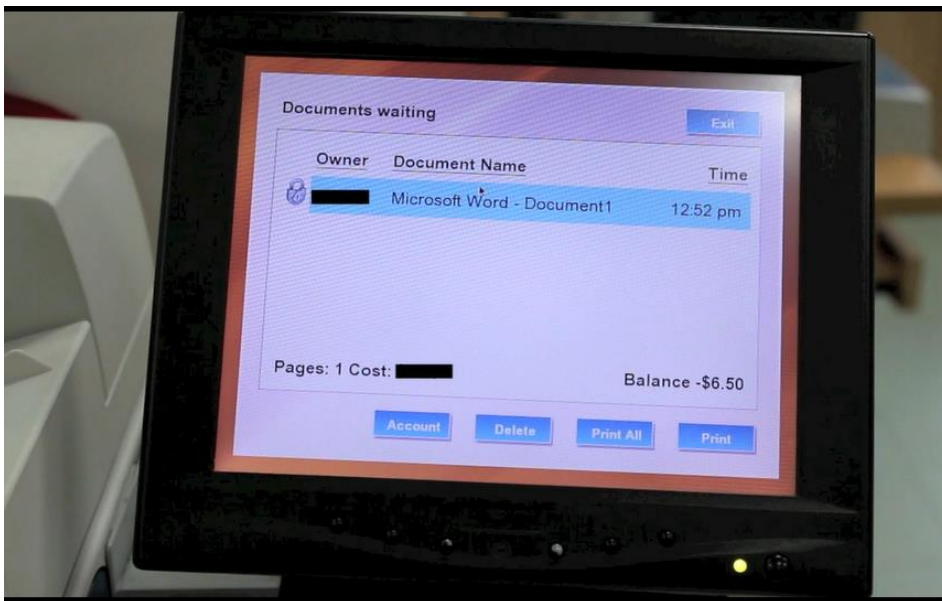 Documents waiting
Exit
Owner Document Name Time
Microsoft Word - Document1 12:52 pm
Pages: 1 Cost:
Balance -$6.50
Account Delete Print All Print